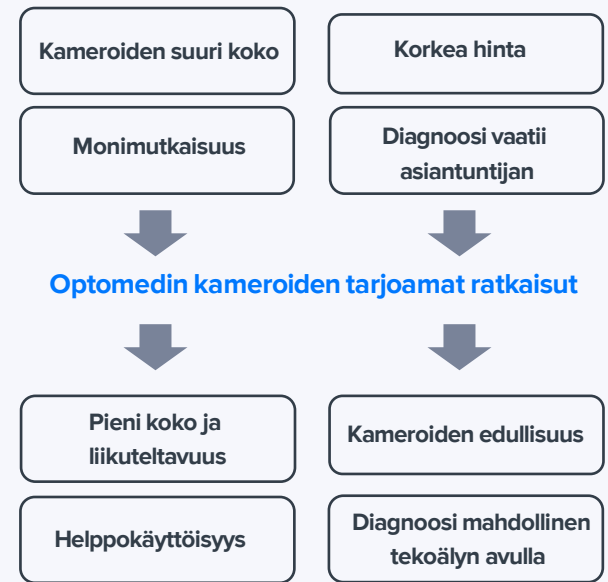 Kameroiden suuri koko
Korkea hinta
Monimutkaisuus
Diagnoosi vaatii
asiantuntijan
Optomedin kameroiden tarjoamat ratkaisut
Pieni koko ja
liikuteltavuus
Kameroiden edullisuus
Helppokäyttöisyys
Diagnoosi mahdollinen
tekoälyn avulla